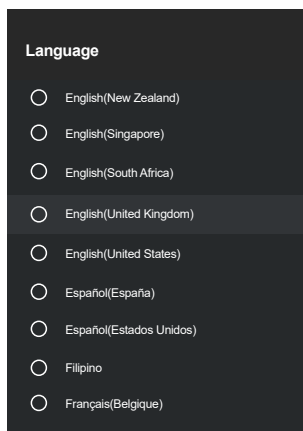 Language
English(New Zealand)
English(Singapore)
English(South Africa)
English(United Kingdom)
English(United States)
Español(España)
Español(Estados Unidos)
Filipino
Français(Belgique)